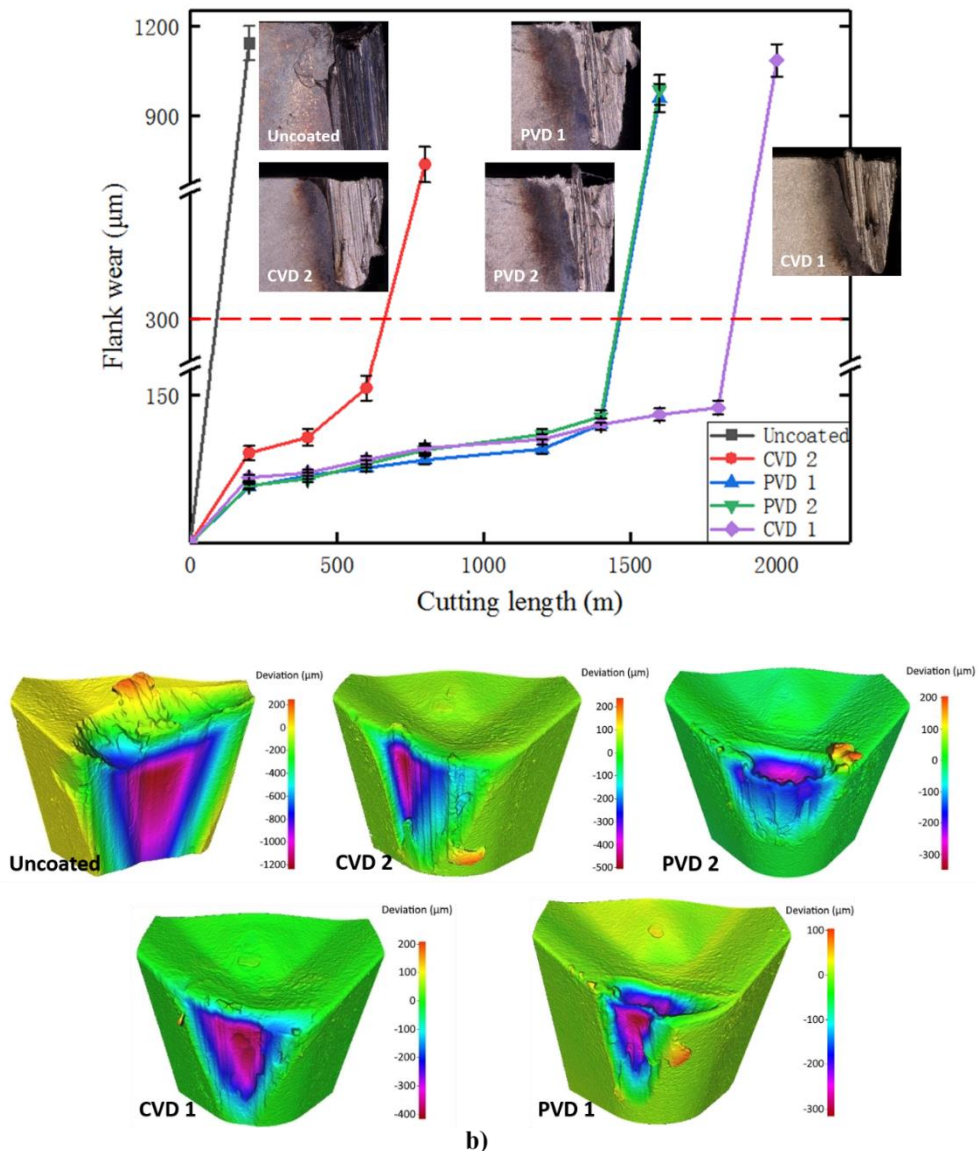 1200
900
300
150
Flank wear (µm)
Uncoated
PVD 1
CVD 2
PVD 2
CVD 1
Uncoated
CVD 2
PVD 1
PVD 2
CVD 1
0
500
1000
1500
2000
Cutting length (m)
Deviation (µm)
200
0
-200
-400
-600
-800
-1000
-1200
Uncoated
Deviation (µm)
200
100
0
-100
-200
-300
-400
-500
CVD 2
Deviation (µm)
200
100
0
-100
-200
-300
PVD 2
Deviation (µm)
200
100
0
-100
-200
-300
-400
CVD 1
Deviation (µm)
100
0
-100
-200
-300
PVD 1
b)